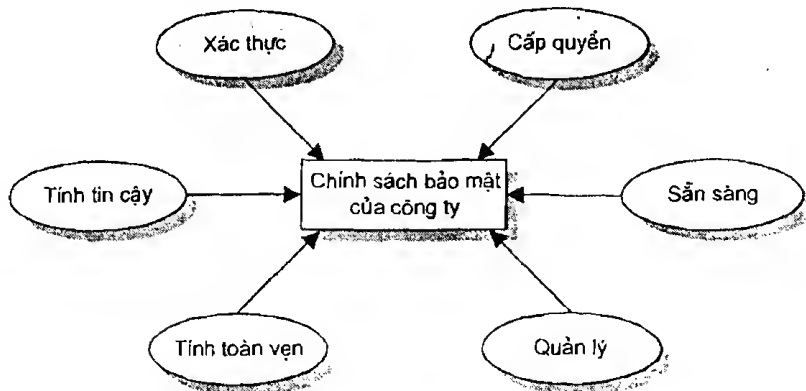 Xác thực
Cấp quyển
Tính tin cậy
Chính sách bảo mật
của công ty
Sẵn sàng
Tính toàn vẹn
Quản lý